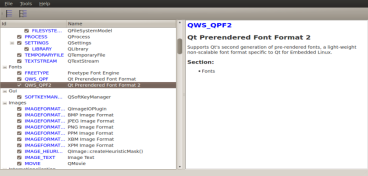 File Tools Help
ID Name
FILESYSTE... QFileSystemModel
PROCESS QProcess
SETTINGS QSettings
LIBRARY QLibrary
TEMPORARYFILE QTemporaryFile
TEXTSTREAM QTextStream
Fonts
FREETYPE Freetype Font Engine
QWS_QPF Qt Prerendered Font Format
QWS_QPF2 Qt Prerendered Font Format 2
Gui
SOFTKEYMAN... QSoftKeyManager
Images
IMAGEFORMAT... QImageIOPlugin
IMAGEFORMAT... BMP Image Format
IMAGEFORMAT... JPEG Image Format
IMAGEFORMAT... PNG Image Format
IMAGEFORMAT... PPM Image Format
IMAGEFORMAT... XBM Image Format
IMAGEFORMAT... XPM Image Format
IMAGE_HEURI... QImage::createHeuristicMask()
IMAGE_TEXT Image Text
MOVIE QMovie
QWS_QPF2
Qt Prerendered Font Format 2
Supports Qt's second generation of pre-rendered fonts, a light-weight
non-scalable font format specific to Qt for Embedded Linux.
Section:
• Fonts